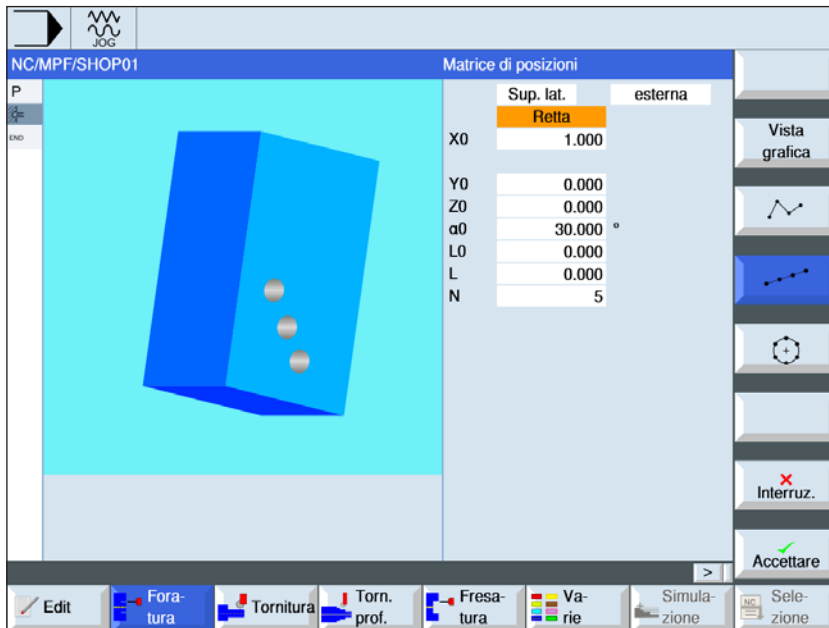 JOG
NC/MPF/SHOP01
Matrice di posizioni
P
END
Sup. lat. esterna
Retta
X0 1.000
Y0 0.000
Z0 0.000
α0 30.000 °
L0 0.000
L 0.000
N 5
Vista
grafica
Interruz.
Accettare
>
Edit
Fora-
tura
Tornitura
Torn.
prof.
Fresa-
tura
Va-
rie
Simula-
zione
NC
Sele-
zione